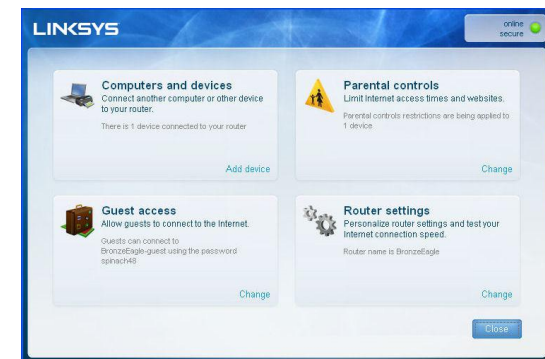 LINKSYS
online
secure
Computers and devices
Connect another computer or other device
to your router.
There is 1 device connected to your router
Add device
Parental controls
Limit Internet access times and websites.
Parental controls restrictions are being applied to
1 device
Change
Guest access
Allow guests to connect to the Internet.
Guests can connect to
BronzeEagle-guest using the password
spinach48
Change
Router settings
Personalize router settings and test your
Internet connection speed.
Router name is BronzeEagle
Change
Close